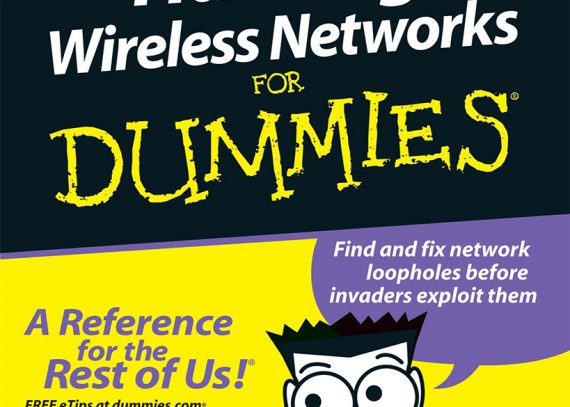 Wireless Networks
FOR
DUMMIES®
Find and fix network
loopholes before
invaders exploit them
A Reference
for the
Rest of Us!®
FREE eTips at dummies.com®